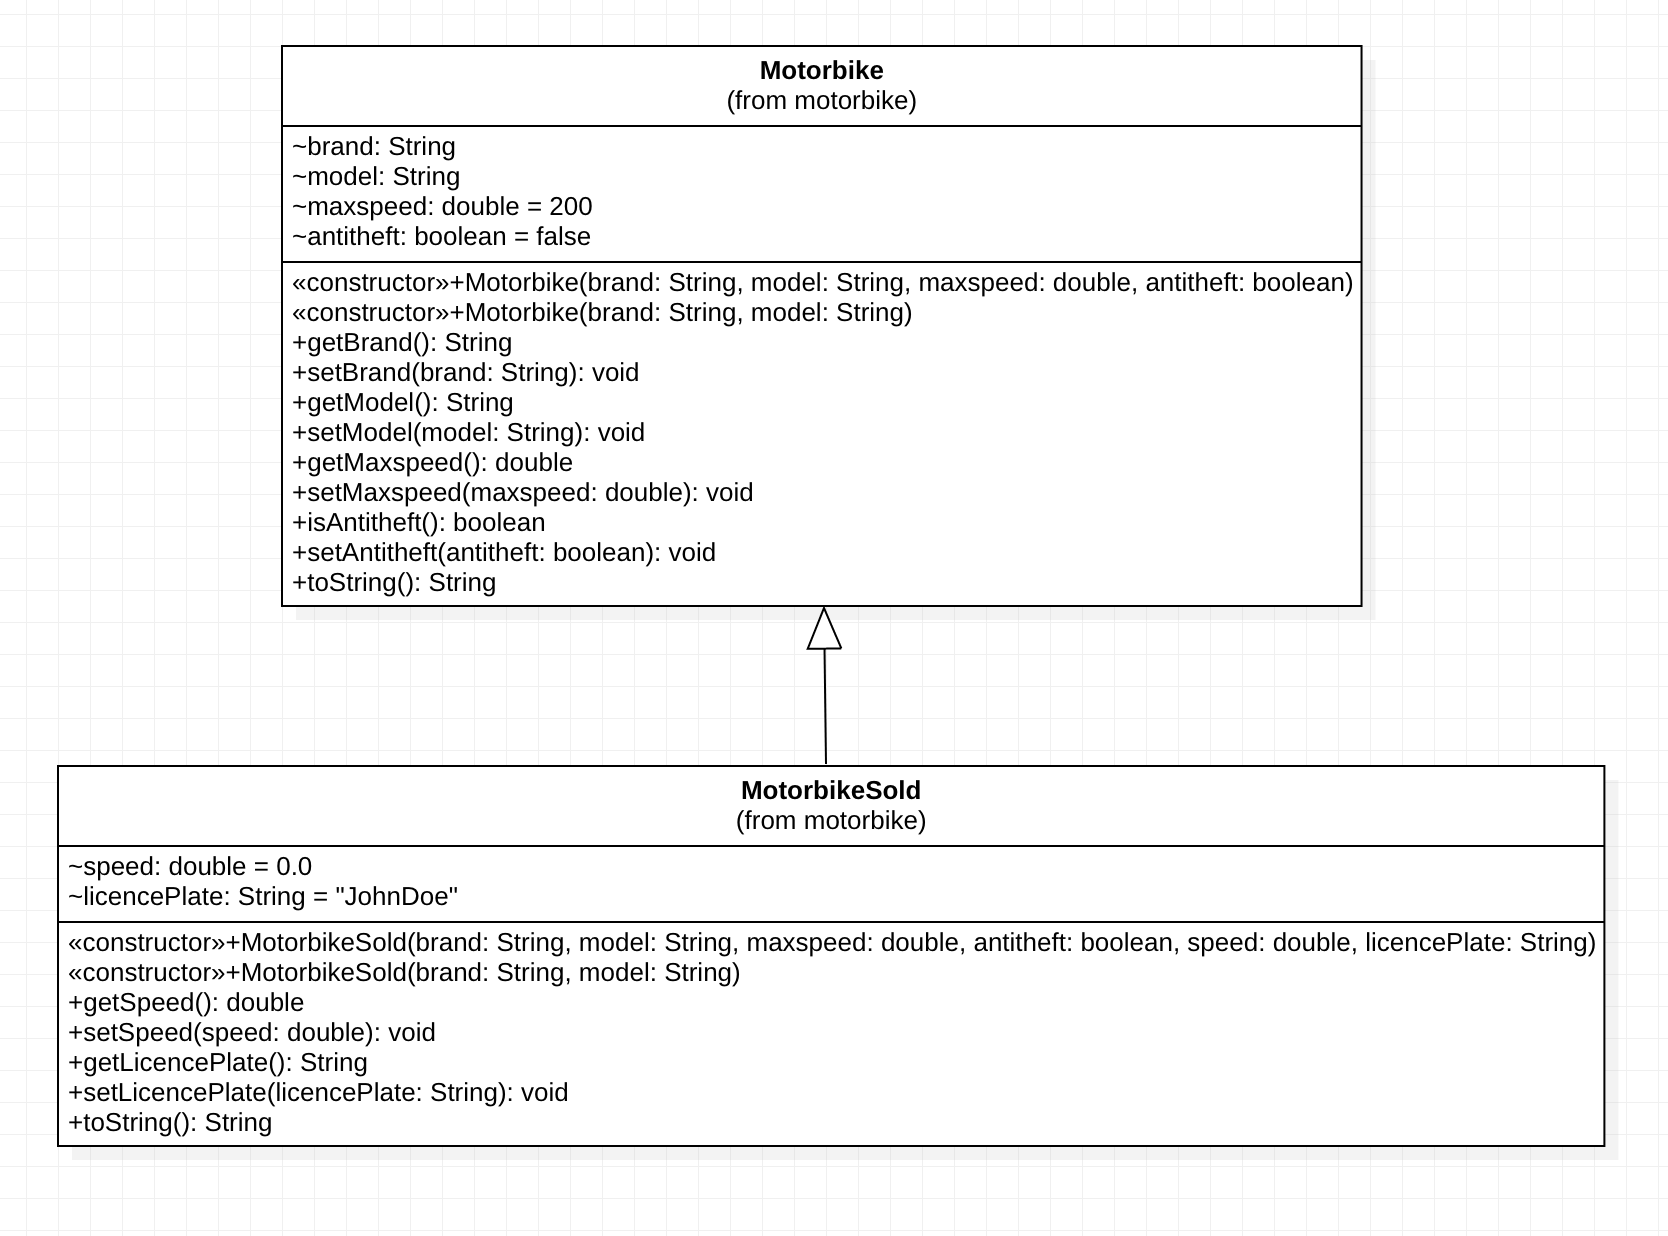 Motorbike
(from motorbike)
~brand: String
~model: String
~maxspeed: double = 200
~antitheft: boolean = false
«constructor»+Motorbike(brand: String, model: String, maxspeed: double, antitheft: boolean)
«constructor»+Motorbike(brand: String, model: String)
+getBrand(): String
+setBrand(brand: String): void
+getModel(): String
+setModel(model: String): void
+getMaxspeed(): double
+setMaxspeed(maxspeed: double): void
+isAntitheft(): boolean
+setAntitheft(antitheft: boolean): void
+toString(): String
MotorbikeSold
(from motorbike)
~speed: double = 0.0
~licencePlate: String = "JohnDoe"
«constructor»+MotorbikeSold(brand: String, model: String, maxspeed: double, antitheft: boolean, speed: double, licencePlate: String)
«constructor»+MotorbikeSold(brand: String, model: String)
+getSpeed(): double
+setSpeed(speed: double): void
+getLicencePlate(): String
+setLicencePlate(licencePlate: String): void
+toString(): String